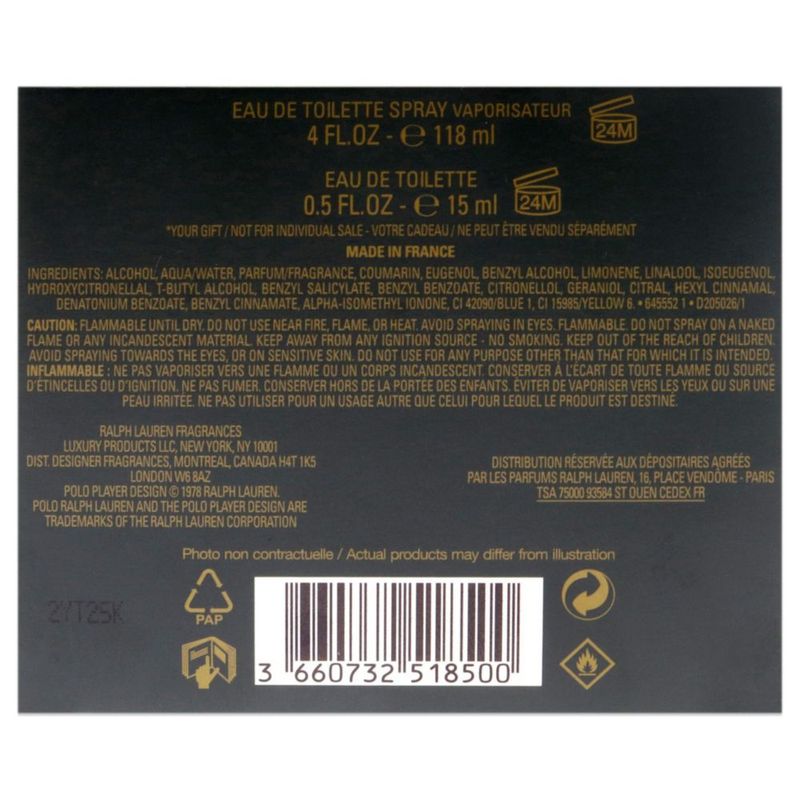 EAU DE TOILETTE SPRAY VAPORISATEUR 24M
4 FL.OZ - ℮ 118 ml
EAU DE TOILETTE 24M
0.5 FL.OZ - ℮ 15 ml
*YOUR GIFT / NOT FOR INDIVIDUAL SALE - VOTRE CADEAU / NE PEUT ÊTRE VENDU SÉPARÉMENT
MADE IN FRANCE
INGREDIENTS: ALCOHOL, AQUA/WATER, PARFUM/FRAGRANCE, COUMARIN, EUGENOL, BENZYL ALCOHOL, LIMONENE, LINALOOL, ISOEUGENOL,
HYDROXYCITRONELLAL, T-BUTYL ALCOHOL, BENZYL SALICYLATE, BENZYL BENZOATE, CITRONELLOL, GERANIOL, CITRAL, HEXYL CINNAMAL,
DENATONIUM BENZOATE, BENZYL CINNAMATE, ALPHA-ISOMETHYL IONONE, CI 42090/BLUE 1, CI 15985/YELLOW 6. • 645552 1 • D205026/1
CAUTION: FLAMMABLE UNTIL DRY. DO NOT USE NEAR FIRE, FLAME, OR HEAT. AVOID SPRAYING IN EYES. FLAMMABLE. DO NOT SPRAY ON A NAKED
FLAME OR ANY INCANDESCENT MATERIAL. KEEP AWAY FROM ANY IGNITION SOURCE - NO SMOKING. KEEP OUT OF THE REACH OF CHILDREN.
AVOID SPRAYING TOWARDS THE EYES, OR ON SENSITIVE SKIN. DO NOT USE FOR ANY PURPOSE OTHER THAN THAT FOR WHICH IT IS INTENDED.
INFLAMMABLE : NE PAS VAPORISER VERS UNE FLAMME OU UN CORPS INCANDESCENT. CONSERVER À L'ÉCART DE TOUTE FLAMME OU SOURCE
D'ÉTINCELLES OU D'IGNITION. NE PAS FUMER. CONSERVER HORS DE LA PORTÉE DES ENFANTS. ÉVITER DE VAPORISER VERS LES YEUX OU SUR UNE
PEAU IRRITÉE. NE PAS UTILISER POUR UN USAGE AUTRE QUE CELUI POUR LEQUEL LE PRODUIT EST DESTINÉ.
RALPH LAUREN FRAGRANCES
LUXURY PRODUCTS LLC, NEW YORK, NY 10001
DIST. DESIGNER FRAGRANCES, MONTREAL, CANADA H4T 1K5
LONDON W6 8AZ
POLO PLAYER DESIGN © 1978 RALPH LAUREN.
POLO RALPH LAUREN AND THE POLO PLAYER DESIGN ARE
TRADEMARKS OF THE RALPH LAUREN CORPORATION
DISTRIBUTION RÉSERVÉE AUX DÉPOSITAIRES AGRÉÉS
PAR LES PARFUMS RALPH LAUREN, 16, PLACE VENDÔME - PARIS
TSA 75000 93584 ST OUEN CEDEX FR
Photo non contractuelle / Actual products may differ from illustration
PAP
2YT25K
3 660732 518500